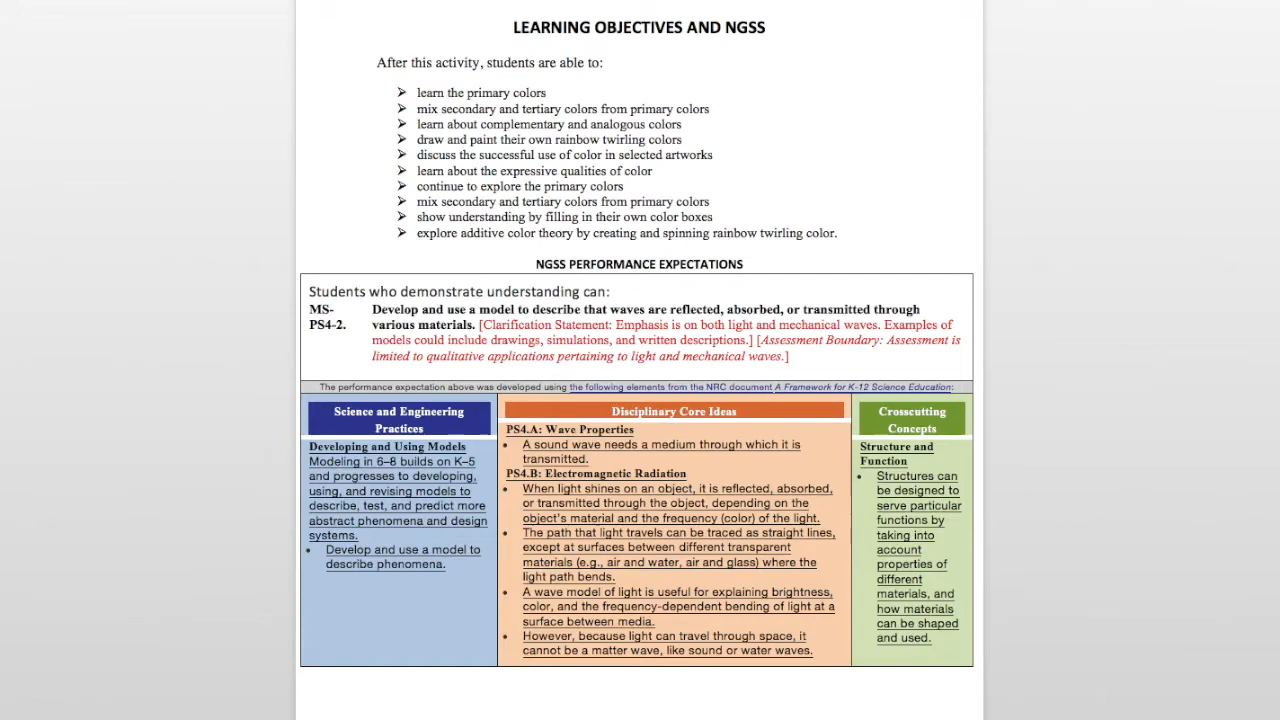 LEARNING OBJECTIVES AND NGSS
After this activity, students are able to:
➢ learn the primary colors
➢ mix secondary and tertiary colors from primary colors
➢ learn about complementary and analogous colors
➢ draw and paint their own rainbow twirling colors
➢ discuss the successful use of color in selected artworks
➢ learn about the expressive qualities of color
➢ continue to explore the primary colors
➢ mix secondary and tertiary colors from primary colors
➢ show understanding by filling in their own color boxes
➢ explore additive color theory by creating and spinning rainbow twirling color.
NGSS PERFORMANCE EXPECTATIONS
Students who demonstrate understanding can:
MS-
PS4-2.
Develop and use a model to describe that waves are reflected, absorbed, or transmitted through
various materials. [Clarification Statement: Emphasis is on both light and mechanical waves. Examples of
models could include drawings, simulations, and written descriptions.] [Assessment Boundary: Assessment is
limited to qualitative applications pertaining to light and mechanical waves.]
The performance expectation above was developed using the following elements from the NRC document A Framework for K-12 Science Education:
Science and Engineering
Practices
Developing and Using Models
Modeling in 6–8 builds on K–5
and progresses to developing,
using, and revising models to
describe, test, and predict more
abstract phenomena and design
systems.
• Develop and use a model to
describe phenomena.
Disciplinary Core Ideas
PS4.A: Wave Properties
• A sound wave needs a medium through which it is
transmitted.
PS4.B: Electromagnetic Radiation
• When light shines on an object, it is reflected, absorbed,
or transmitted through the object, depending on the
object's material and the frequency (color) of the light.
• The path that light travels can be traced as straight lines,
except at surfaces between different transparent
materials (e.g., air and water, air and glass) where the
light path bends.
• A wave model of light is useful for explaining brightness,
color, and the frequency-dependent bending of light at a
surface between media.
• However, because light can travel through space, it
cannot be a matter wave, like sound or water waves.
Crosscutting
Concepts
Structure and
Function
• Structures can
be designed to
serve particular
functions by
taking into
account
properties of
different
materials, and
how materials
can be shaped
and used.